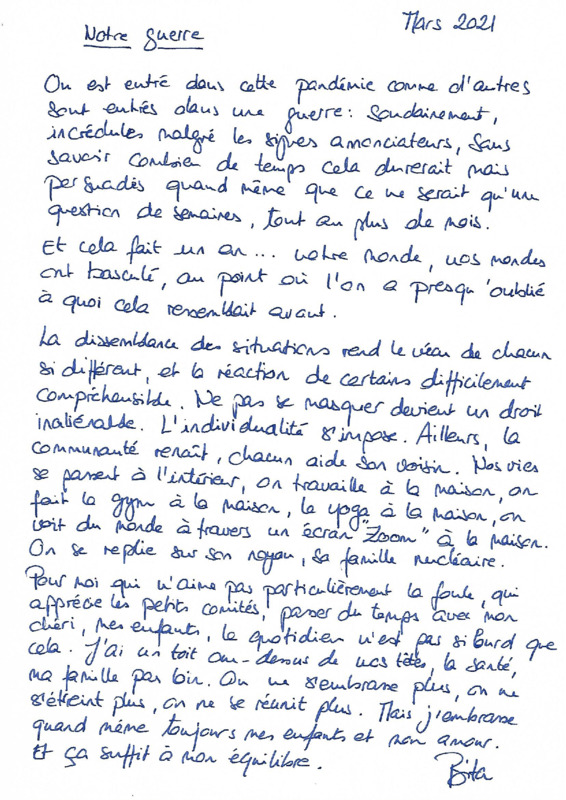 Mars 2021
Notre guerre
On est entré dans cette pandémie comme d'autres
sont entrés dans une guerre : soudainement,
incrédules malgré les signes annonciateurs, sans
savoir combien de temps cela durerait mais
persuadés quand même que ce ne serait qu'une
question de semaines, tout au plus de mois.
Et cela fait un an... notre monde, nos mondes
ont basculé, au point où l'on a presqu'oublié
à quoi cela ressemblait avant.
La dissemblance des situations rend le vécu de chacun
si différent, et la réaction de certains difficilement
compréhensible. Ne pas se masquer devient un droit
inaliénable. L'individualité s'impose. Ailleurs, la
communauté renaît, chacun aide son voisin. Nos vies
se passent à l'intérieur, on travaille à la maison, on
fait la gym à la maison, le yoga à la maison, on
voit du monde à travers un écran "Zoom" à la maison.
On se replie sur son noyau, sa famille nucléaire.
Pour moi qui n'aime pas particulièrement la foule, qui
apprécie les petits comités, passer du temps avec mon
chéri, mes enfants, le quotidien n'est pas si lourd que
cela. J'ai un toit au-dessus de nos têtes, la santé,
ma famille pas loin. On ne s'embrasse plus, on ne
s'étreint plus, on ne se réunit plus. Mais j'embrasse
quand même toujours mes enfants et mon amour.
Et ça suffit à mon équilibre.
Bita